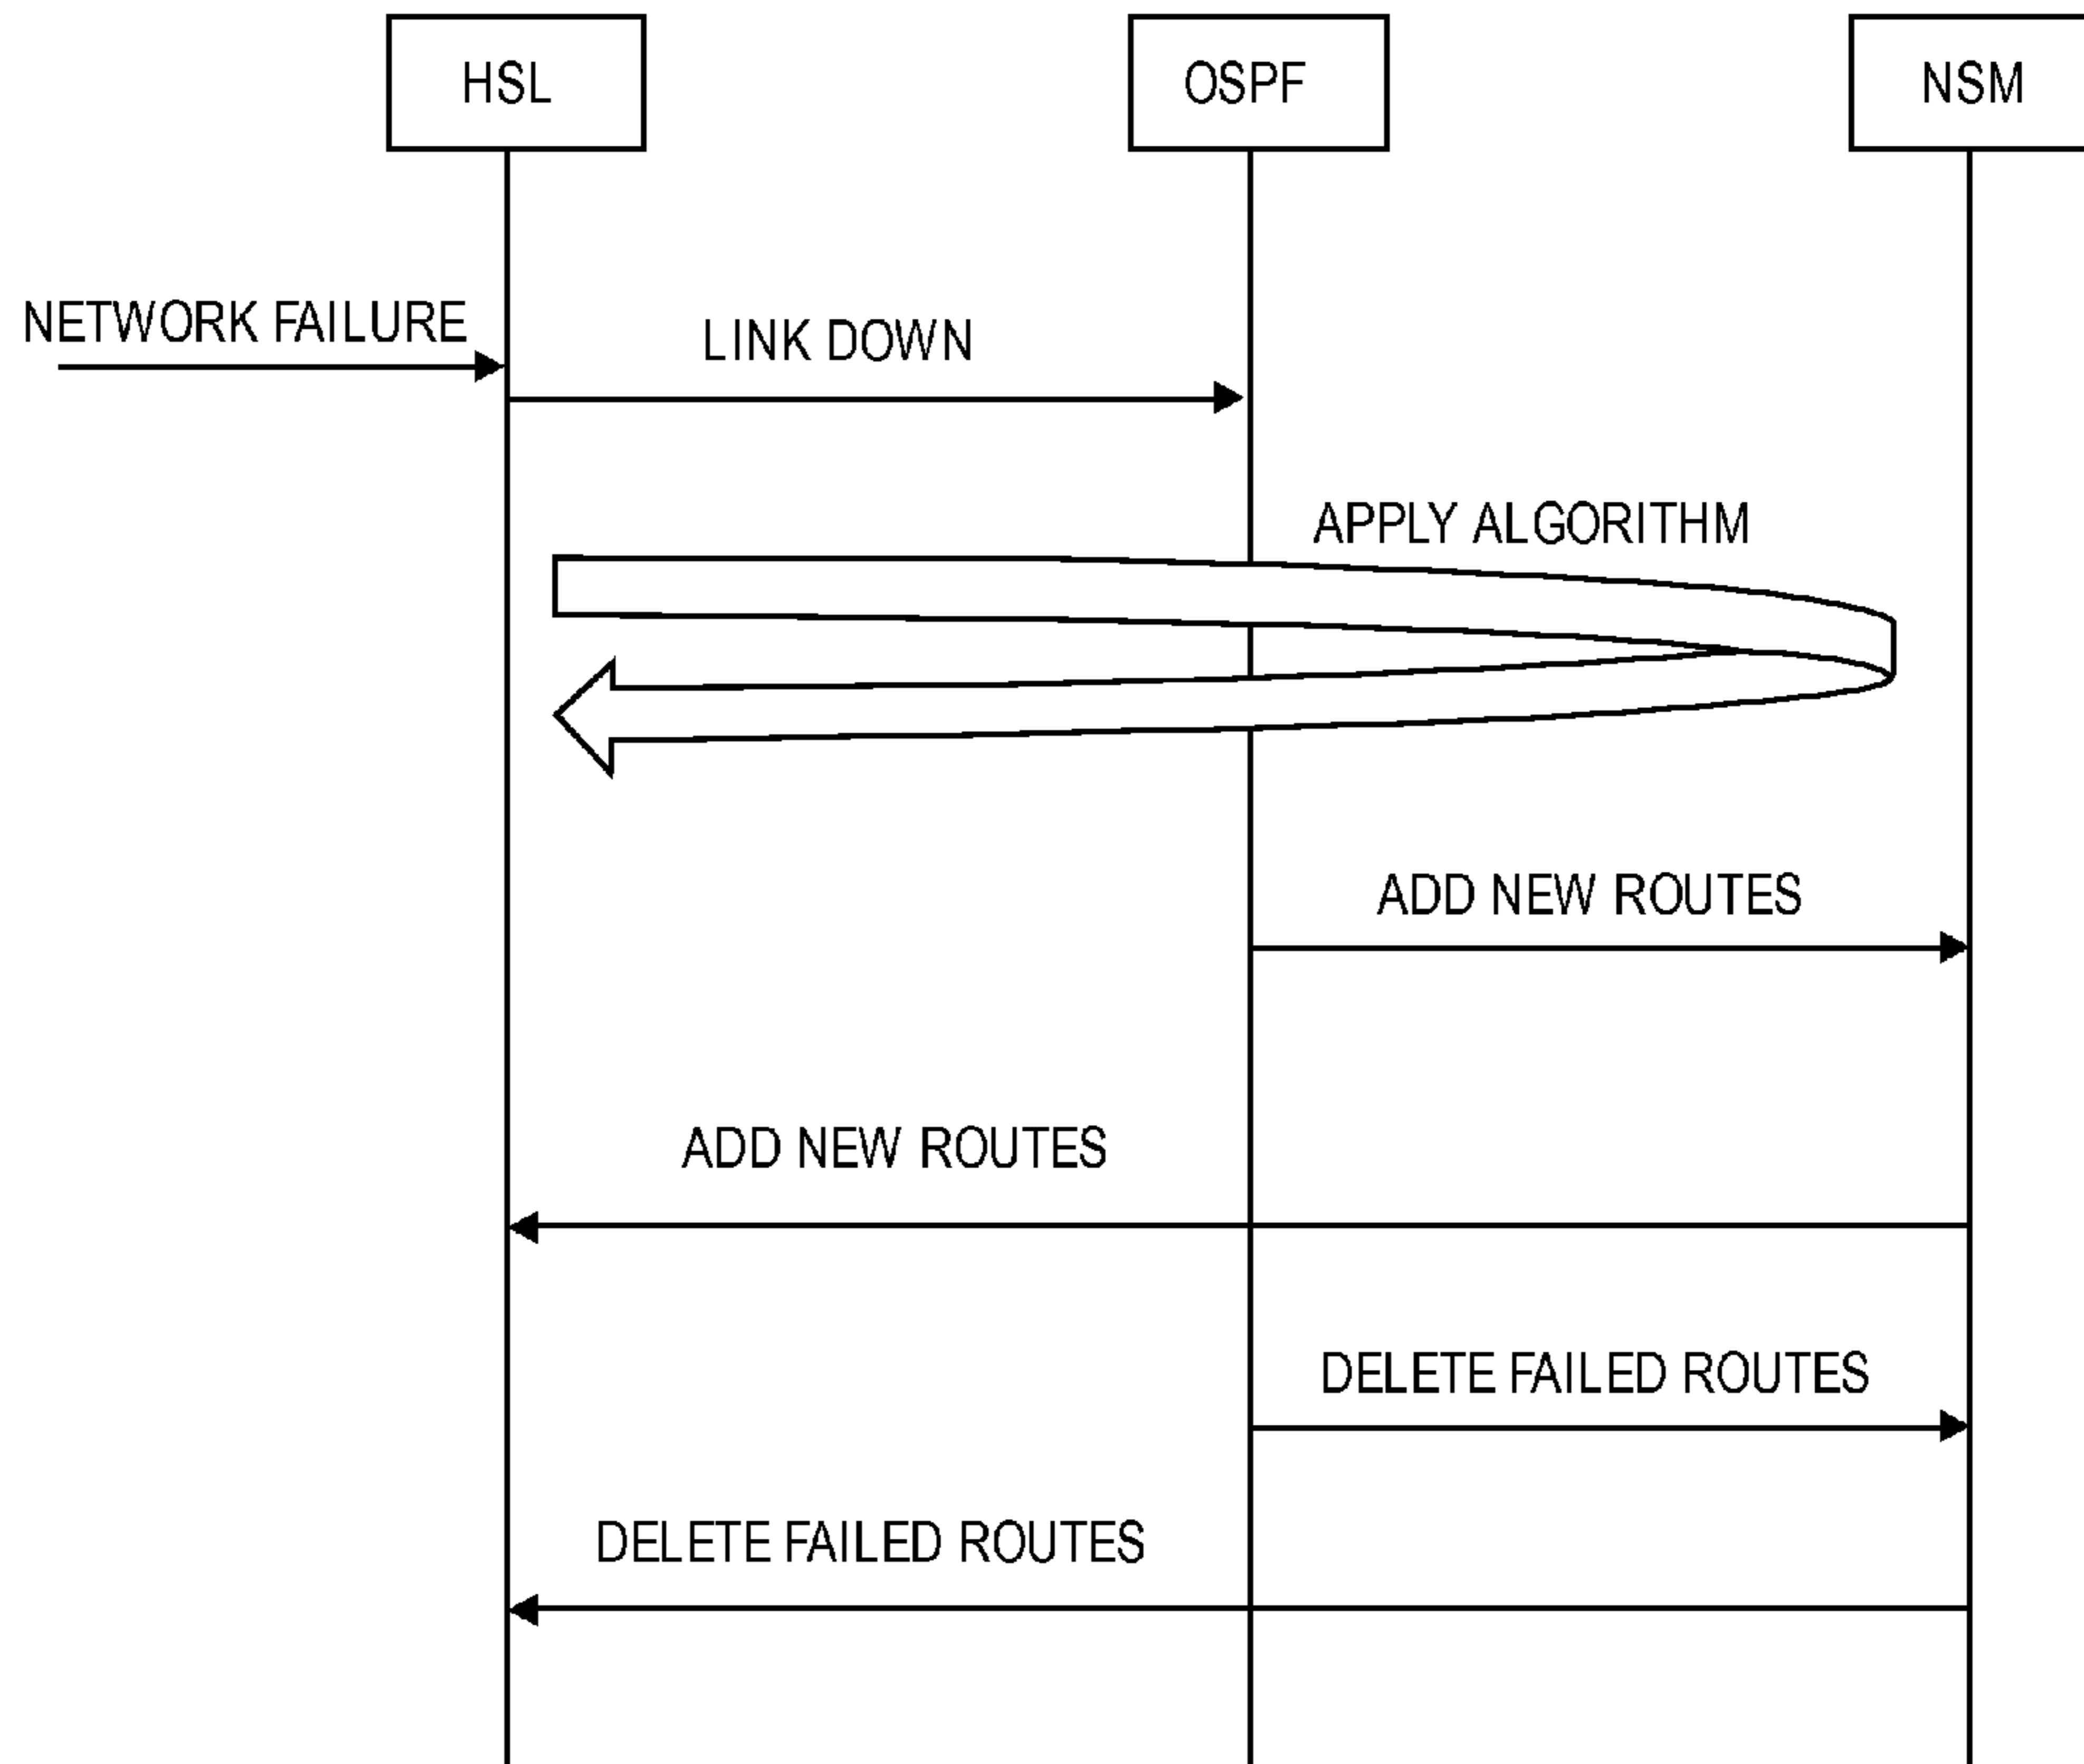 HSL
OSPF
NSM
NETWORK FAILURE
LINK DOWN
APPLY ALGORITHM
ADD NEW ROUTES
ADD NEW ROUTES
DELETE FAILED ROUTES
DELETE FAILED ROUTES